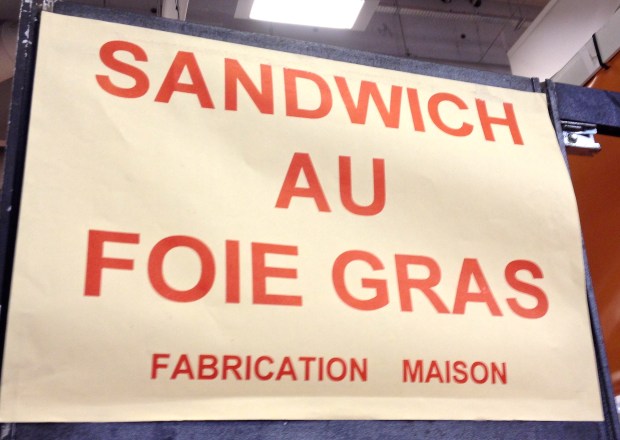 SANDWICH
AU
FOIE GRAS
FABRICATION MAISON